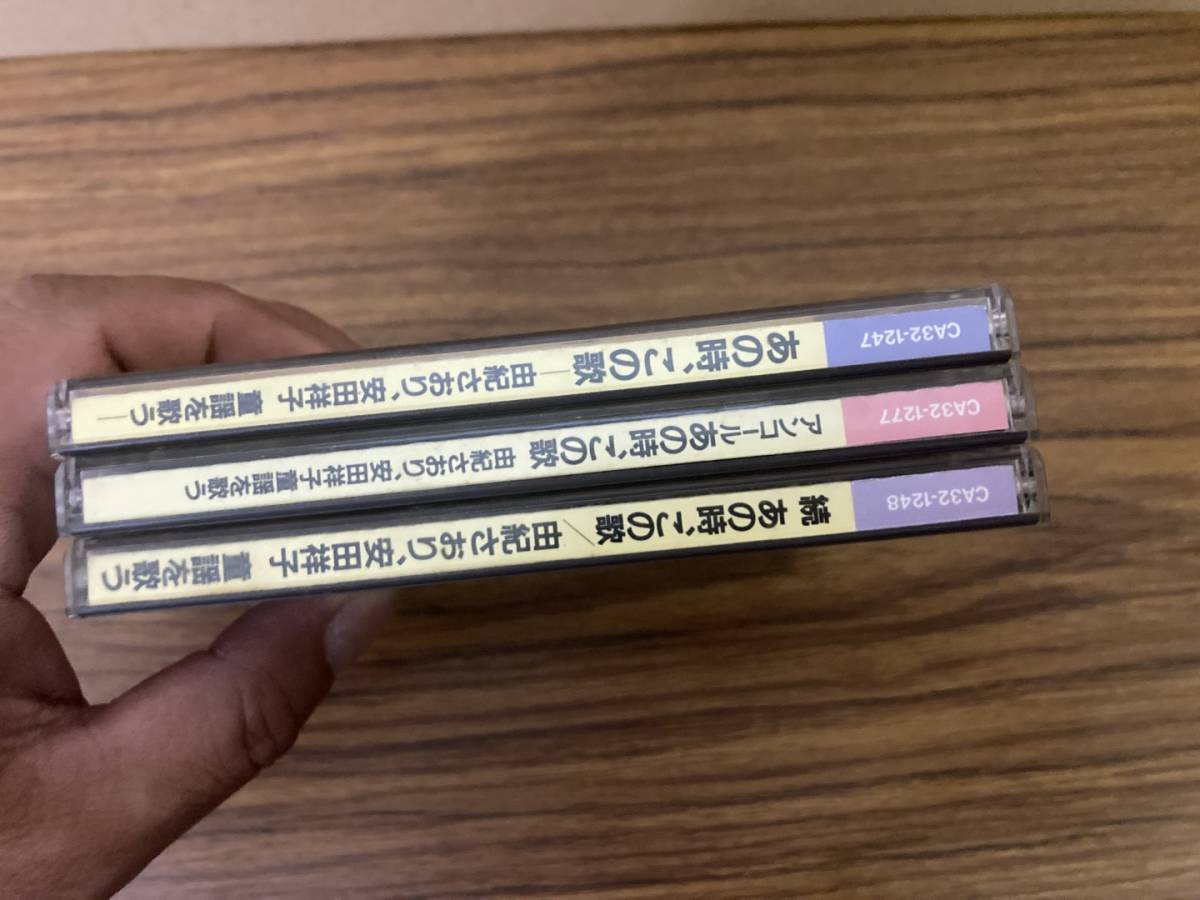 CA32-1248 続 あの時、この歌／由紀さおり、安田祥子 童謡を歌う
CA32-1277 アンコールあの時、この歌 由紀さおり、安田祥子童謡を歌う
CA32-1247 あの時、この歌―由紀さおり、安田祥子 童謡を歌う―